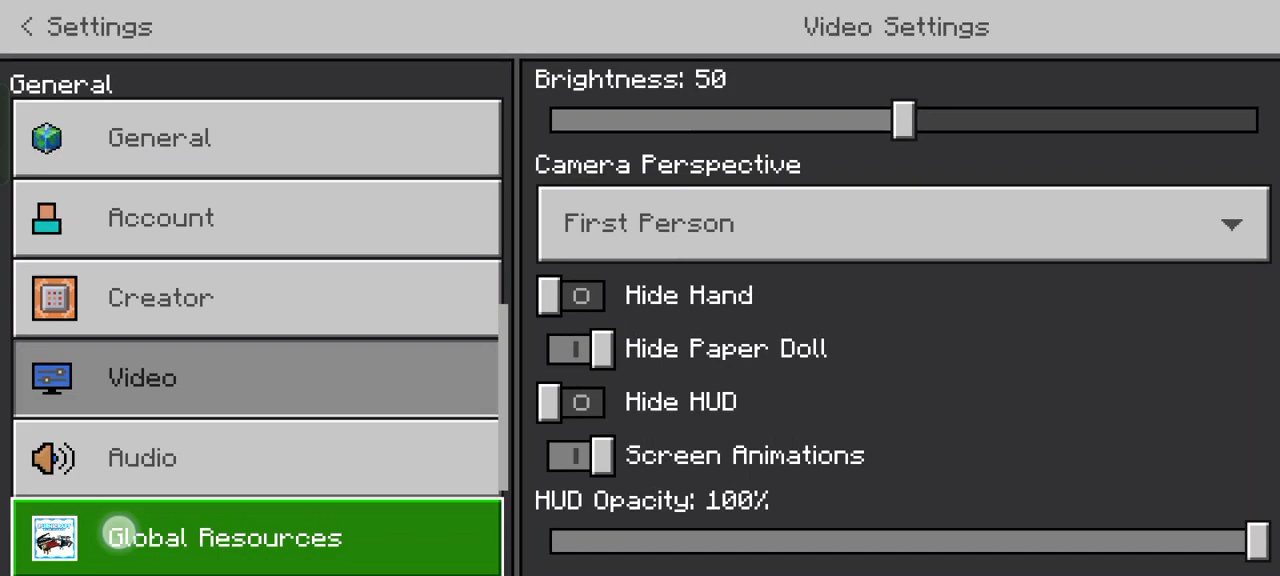 < Settings
Video Settings
General
General
Account
Creator
Video
Audio
Global Resources
Brightness: 50
Camera Perspective
First Person
Hide Hand
Hide Paper Doll
Hide HUD
Screen Animations
HUD Opacity: 100%